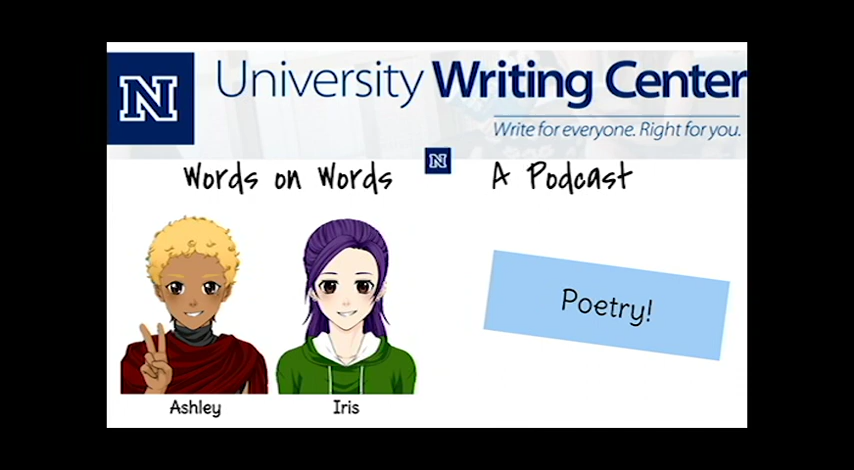 N
University Writing Center
Write for everyone. Right for you.
Words on Words N A Podcast
Poetry!
Ashley Iris